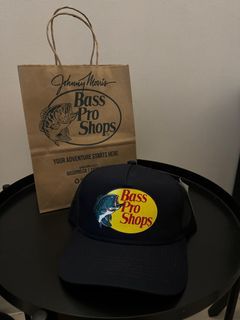 Johnny Morris
Bass
Pro
Shops
YOUR ADVENTURE STARTS HERE
Bass
Pro
Shops